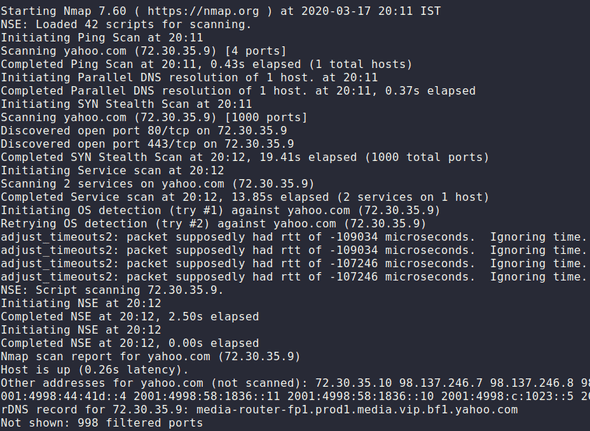 Starting Nmap 7.60 ( https://nmap.org ) at 2020-03-17 20:11 IST
NSE: Loaded 42 scripts for scanning.
Initiating Ping Scan at 20:11
Scanning yahoo.com (72.30.35.9) [4 ports]
Completed Ping Scan at 20:11, 0.43s elapsed (1 total hosts)
Initiating Parallel DNS resolution of 1 host. at 20:11
Completed Parallel DNS resolution of 1 host. at 20:11, 0.37s elapsed
Initiating SYN Stealth Scan at 20:11
Scanning yahoo.com (72.30.35.9) [1000 ports]
Discovered open port 80/tcp on 72.30.35.9
Discovered open port 443/tcp on 72.30.35.9
Completed SYN Stealth Scan at 20:12, 19.41s elapsed (1000 total ports)
Initiating Service scan at 20:12
Scanning 2 services on yahoo.com (72.30.35.9)
Completed Service scan at 20:12, 13.85s elapsed (2 services on 1 host)
Initiating OS detection (try #1) against yahoo.com (72.30.35.9)
Retrying OS detection (try #2) against yahoo.com (72.30.35.9)
adjust_timeouts2: packet supposedly had rtt of -109034 microseconds.  Ignoring time.
adjust_timeouts2: packet supposedly had rtt of -109034 microseconds.  Ignoring time.
adjust_timeouts2: packet supposedly had rtt of -107246 microseconds.  Ignoring time.
adjust_timeouts2: packet supposedly had rtt of -107246 microseconds.  Ignoring time.
NSE: Script scanning 72.30.35.9.
Initiating NSE at 20:12
Completed NSE at 20:12, 2.50s elapsed
Initiating NSE at 20:12
Completed NSE at 20:12, 0.00s elapsed
Nmap scan report for yahoo.com (72.30.35.9)
Host is up (0.26s latency).
Other addresses for yahoo.com (not scanned): 72.30.35.10 98.137.246.7 98.137.246.8 98
001:4998:44:41d::4 2001:4998:58:1836::11 2001:4998:58:1836::10 2001:4998:c:1023::5 20
rDNS record for 72.30.35.9: media-router-fp1.prod1.media.vip.bf1.yahoo.com
Not shown: 998 filtered ports